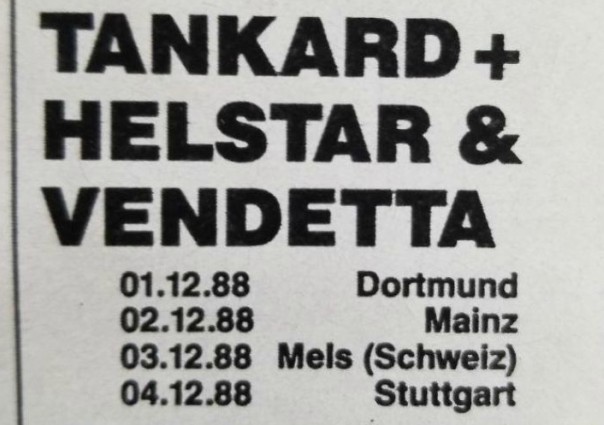 TANKARD +
HELSTAR &
VENDETTA
01.12.88 Dortmund
02.12.88 Mainz
03.12.88 Mels (Schweiz)
04.12.88 Stuttgart